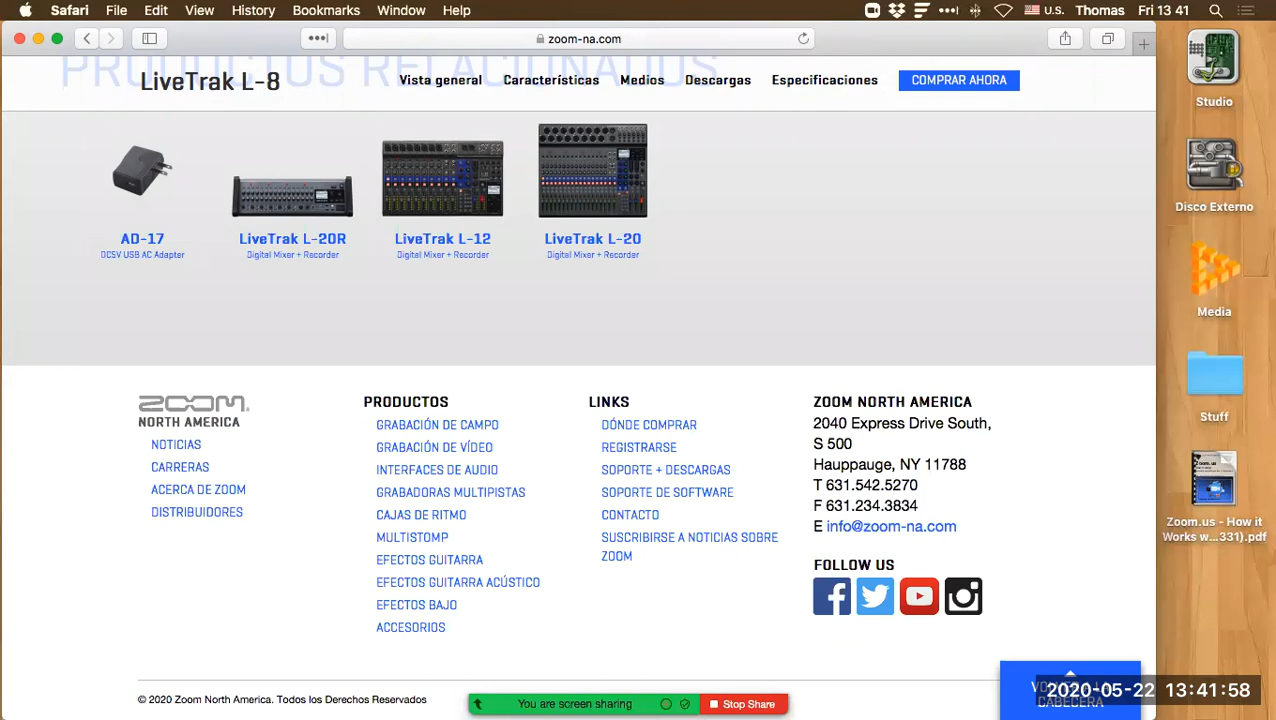 Safari File Edit View History Bookmarks Window Help U.S. Thomas Fri 13 41
zoom-na.com
PRODUCTOS RELACIONADOS
LiveTrak L-8 Vista general Características Medios Descargas Especificaciones COMPRAR AHORA
AD-17 LiveTrak L-20R LiveTrak L-12 LiveTrak L-20
DC5V USB AC Adapter Digital Mixer + Recorder Digital Mixer + Recorder Digital Mixer + Recorder
ZOOM
NORTH AMERICA
NOTICIAS
CARRERAS
ACERCA DE ZOOM
DISTRIBUIDORES
PRODUCTOS
GRABACIÓN DE CAMPO
GRABACIÓN DE VÍDEO
INTERFACES DE AUDIO
GRABADORAS MULTIPISTAS
CAJAS DE RITMO
MULTISTOMP
EFECTOS GUITARRA
EFECTOS GUITARRA ACÚSTICO
EFECTOS BAJO
ACCESORIOS
LINKS
DÓNDE COMPRAR
REGISTRARSE
SOPORTE + DESCARGAS
SOPORTE DE SOFTWARE
CONTACTO
SUSCRIBIRSE A NOTICIAS SOBRE
ZOOM
ZOOM NORTH AMERICA
2040 Express Drive South,
S 500
Hauppauge, NY 11788
T 631.542.5270
F 631.234.3834
E info@zoom-na.com
FOLLOW US
© 2020 Zoom North America. Todos los Derechos Reservados
You are screen sharing Stop Share
CABECERA
2020-05-22 13:41:58
Studio
Disco Externo
Media
Stuff
Zoom.us
Zoom.us - How it
Works w...331).pdf